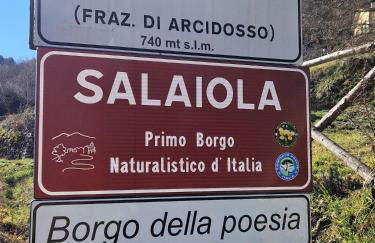 (FRAZ. DI ARCIDOSSO)
740 mt s.l.m.
SALAIOLA
Primo Borgo
Naturalistico d' Italia
Borgo della poesia